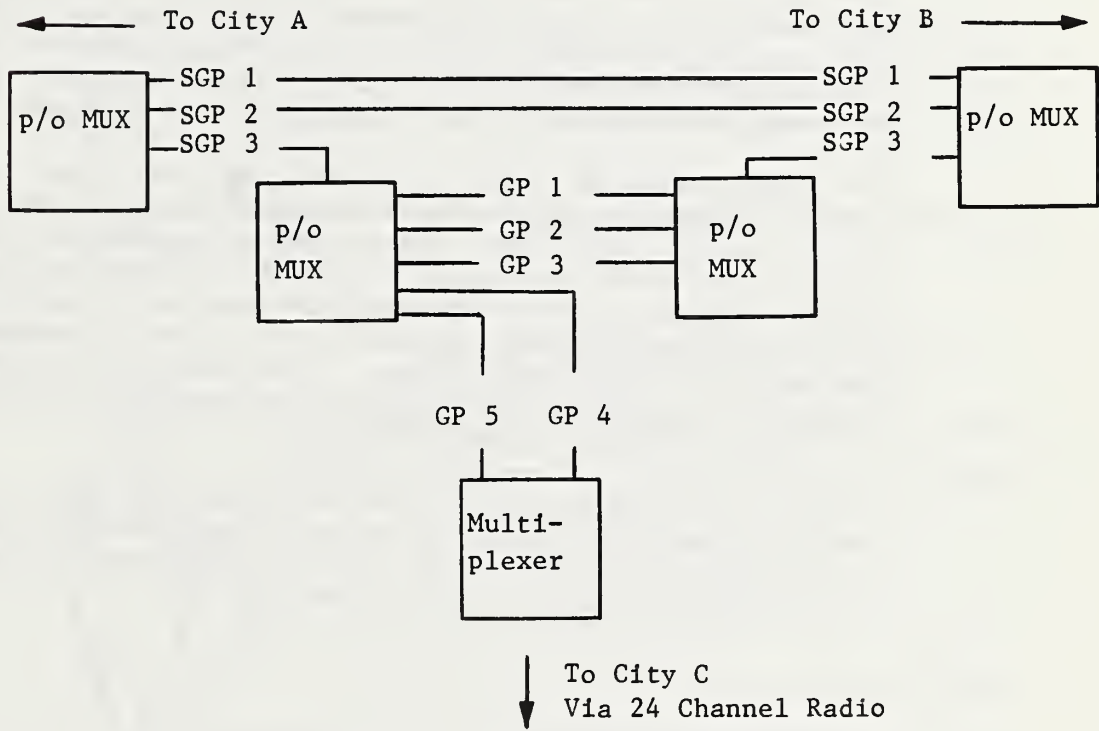 To City A
To City B
SGP 1
SGP 1
p/o MUX
SGP 2
SGP 2
p/o MUX
SGP 3
SGP 3
p/o
MUX
GP 1
GP 2
GP 3
p/o
MUX
GP 5
GP 4
Multi-
plexer
To City C
Via 24 Channel Radio